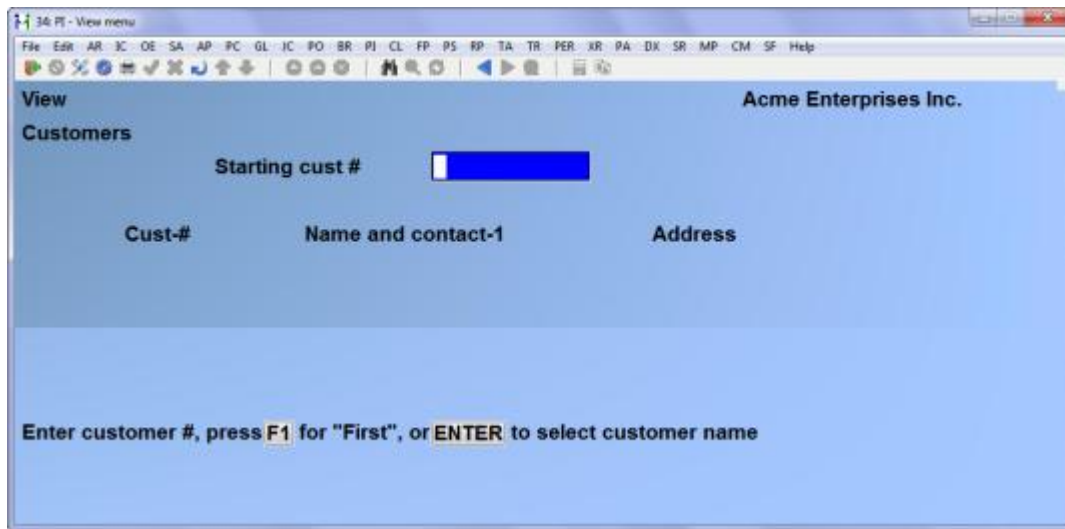 34: PI - View menu
File Edit AR IC OE SA AP PC GL JC PO BR PJ CL FP PS RP TA TR PER XR PA DX SR MP CM SF Help
View Acme Enterprises Inc.
Customers
Starting cust #
Cust-# Name and contact-1 Address
Enter customer #, press F1 for "First", or ENTER to select customer name